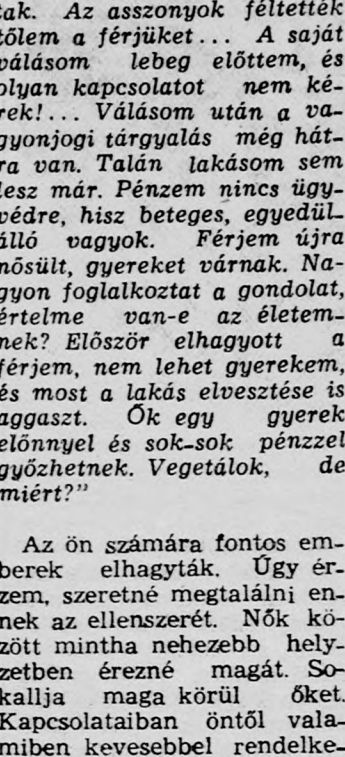 tak. Az asszonyok féltették
tőlem a férjüket... A saját
válásom lebeg előttem, és
olyan kapcsolatot nem ké-
rek!... Válásom után a va-
gyonjogi tárgyalás még hát-
ra van. Talán lakásom sem
lesz már. Pénzem nincs ügy-
védre, hisz beteges, egyedül-
álló vagyok. Férjem újra
nősült, gyereket várnak. Na-
gyon foglalkoztat a gondolat,
értelme van-e az életem-
nek? Először elhagyott a
férjem, nem lehet gyerekem,
és most a lakás elvesztése is
aggaszt. Ők egy gyerek
előnnyel és sok-sok pénzzel
győzhetnek. Vegetálok, de
miért?"
Az ön számára fontos em-
berek elhagyták. Úgy ér-
zem, szeretné megtalálni en-
nek az ellenszerét. Nők kö-
zött mintha nehezebb hely-
zetben érezné magát. So-
kallja maga körül őket.
Kapcsolataiban öntől vala-
miben kevesebbel rendelke-